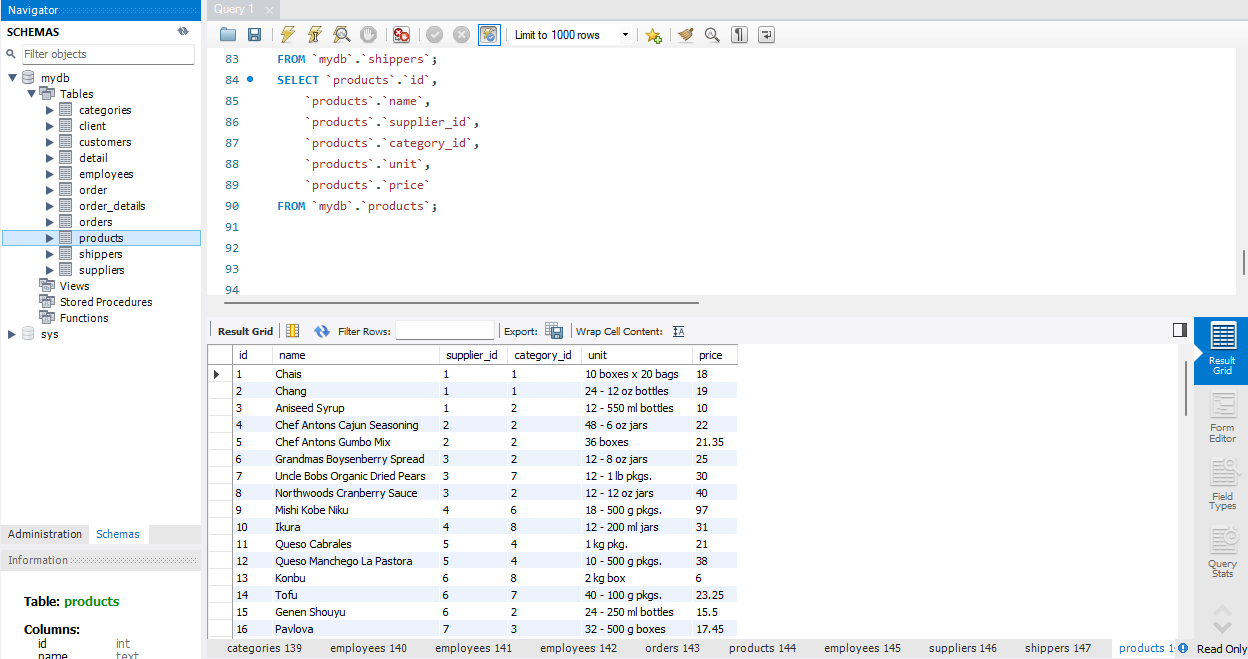 Navigator
SCHEMAS
Filter objects
mydb
Tables
categories
client
customers
detail
employees
order
order_details
orders
products
shippers
suppliers
Views
Stored Procedures
Functions
sys
Administration Schemas
Information
Table: products
Columns:
id int
name text
Query 1
Limit to 1000 rows
83 FROM `mydb`.`shippers`;
84 SELECT `products`.`id`,
85 `products`.`name`,
86 `products`.`supplier_id`,
87 `products`.`category_id`,
88 `products`.`unit`,
89 `products`.`price`
90 FROM `mydb`.`products`;
91
92
93
94
Result Grid Filter Rows: Export: Wrap Cell Content:
id name supplier_id category_id unit price
1 Chais 1 1 10 boxes x 20 bags 18
2 Chang 1 1 24 - 12 oz bottles 19
3 Aniseed Syrup 1 2 12 - 550 ml bottles 10
4 Chef Antons Cajun Seasoning 2 2 48 - 6 oz jars 22
5 Chef Antons Gumbo Mix 2 2 36 boxes 21.35
6 Grandmas Boysenberry Spread 3 2 12 - 8 oz jars 25
7 Uncle Bobs Organic Dried Pears 3 7 12 - 1 lb pkgs. 30
8 Northwoods Cranberry Sauce 3 2 12 - 12 oz jars 40
9 Mishi Kobe Niku 4 6 18 - 500 g pkgs. 97
10 Ikura 4 8 12 - 200 ml jars 31
11 Queso Cabrales 5 4 1 kg pkg. 21
12 Queso Manchego La Pastora 5 4 10 - 500 g pkgs. 38
13 Konbu 6 8 2 kg box 6
14 Tofu 6 7 40 - 100 g pkgs. 23.25
15 Genen Shouyu 6 2 24 - 250 ml bottles 15.5
16 Pavlova 7 3 32 - 500 g boxes 17.45
Result
Grid
Form
Editor
Field
Types
Query
Stats
categories 139 employees 140 employees 141 employees 142 orders 143 products 144 employees 145 suppliers 146 shippers 147 products Read Only